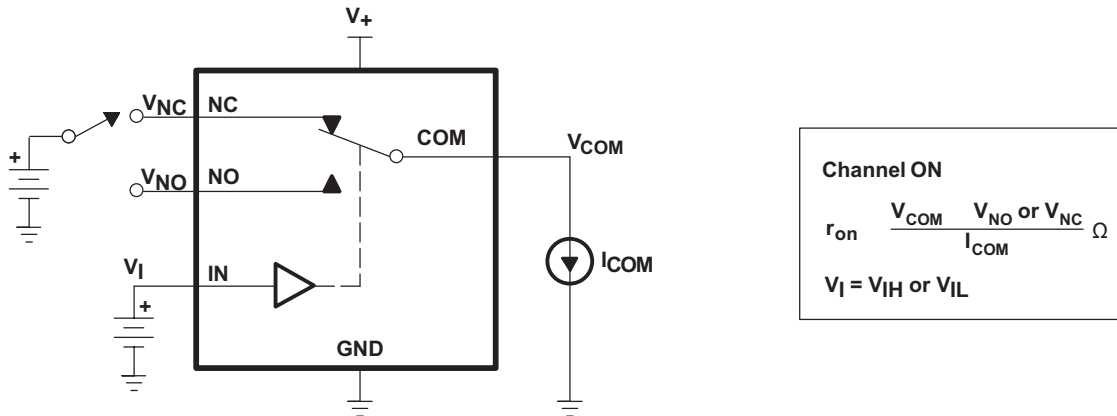 V+
VNC NC
COM
VCOM
+
VNO NO
VI
IN
+
ICOM
GND
Channel ON
ron VCOM VNO or VNC
ICOM Ω
VI = VIH or VIL